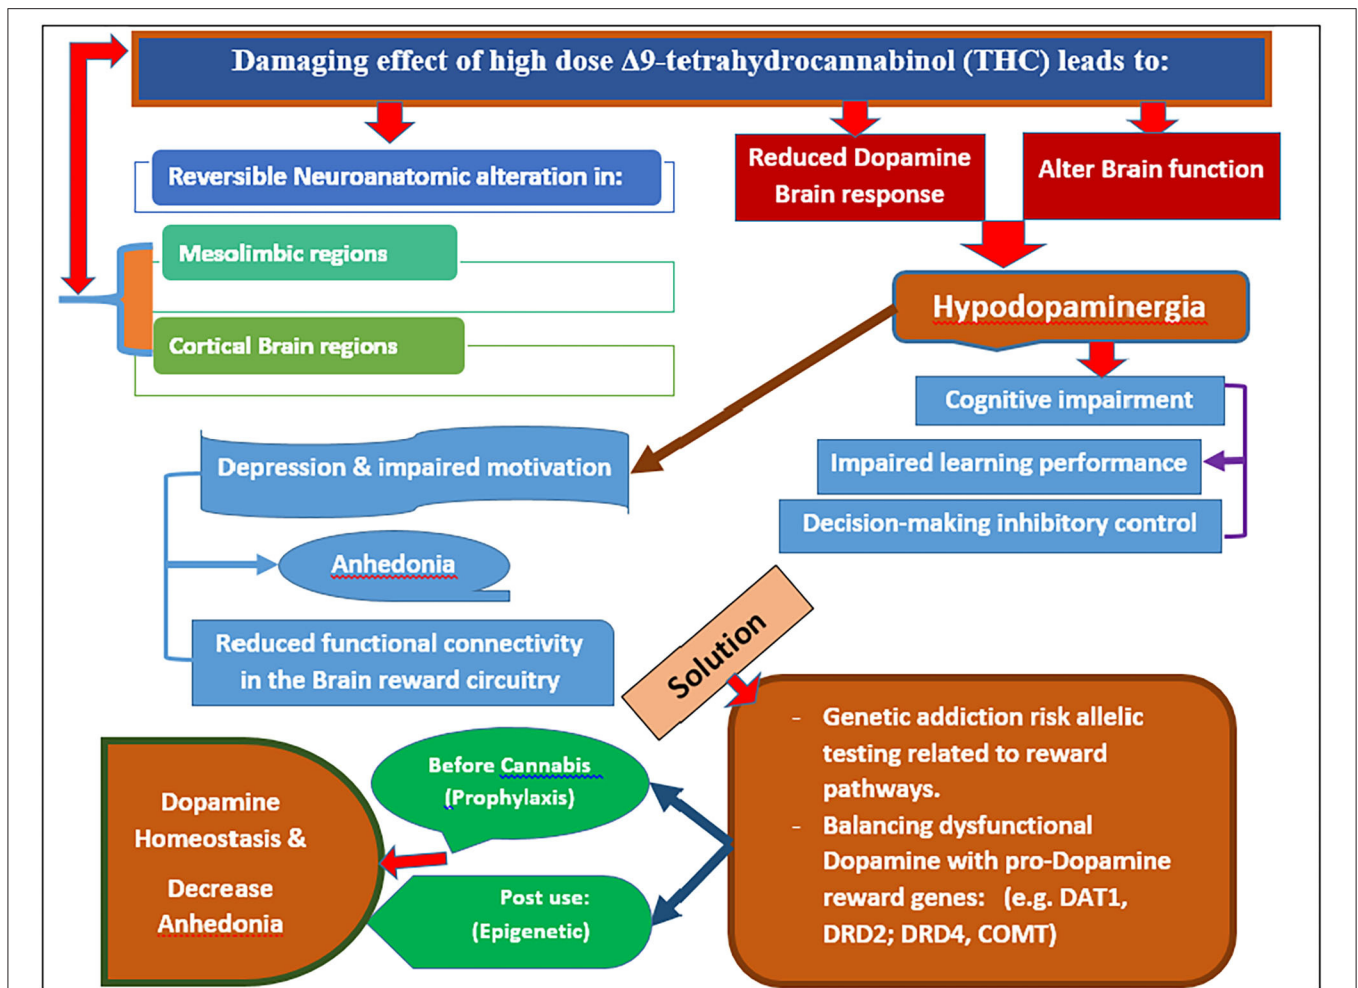 Damaging effect of high dose Δ9-tetrahydrocannabinol (THC) leads to:
Reversible Neuroanatomic alteration in:
Mesolimbic regions
Cortical Brain regions
Reduced Dopamine
Brain response
Alter Brain function
Hypodopaminergia
Cognitive impairment
Impaired learning performance
Decision-making inhibitory control
Depression & impaired motivation
Anhedonia
Reduced functional connectivity
in the Brain reward circuitry
Solution
- Genetic addiction risk allelic
testing related to reward
pathways.
- Balancing dysfunctional
Dopamine with pro-Dopamine
reward genes: (e.g. DAT1,
DRD2; DRD4, COMT)
Before Cannabis
(Prophylaxis)
Post use:
(Epigenetic)
Dopamine
Homeostasis &
Decrease
Anhedonia